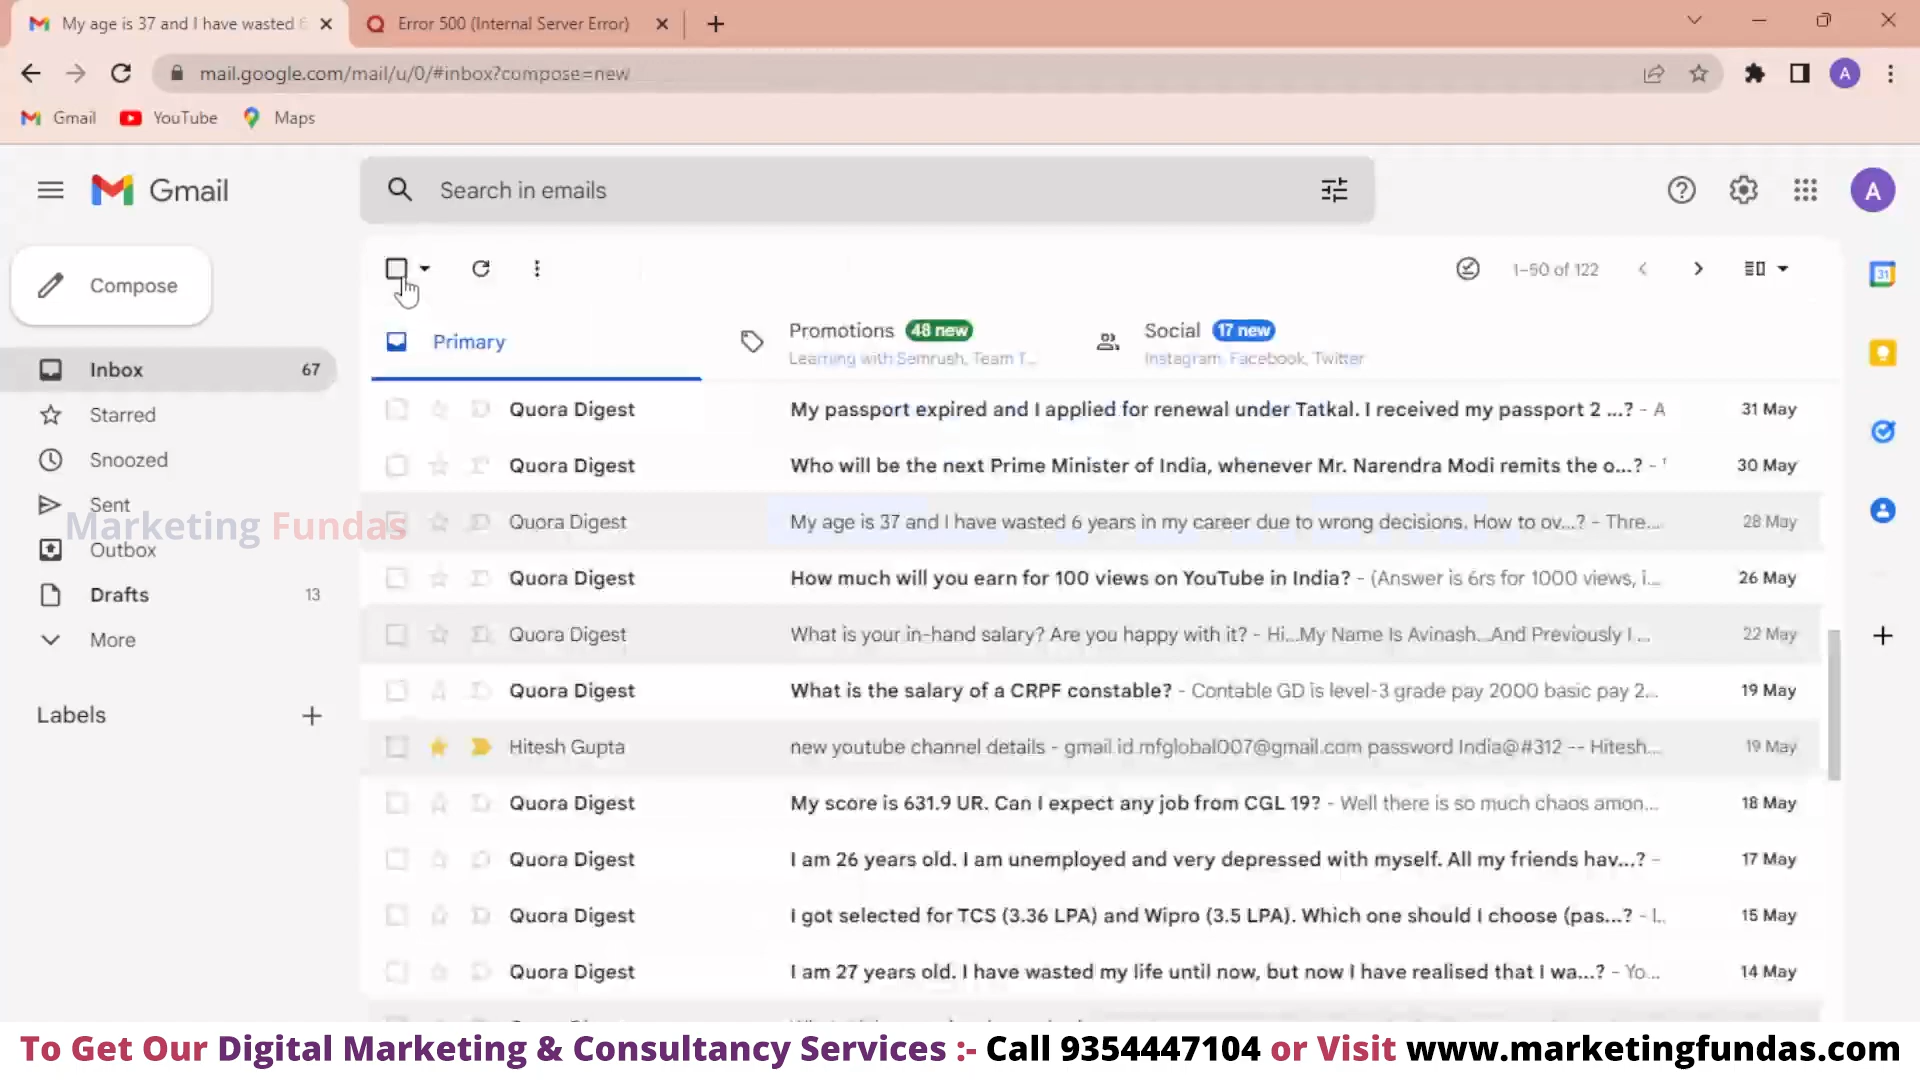 My age is 37 and I have wasted 6
Error 500 (Internal Server Error)
mail.google.com/mail/u/0/#inbox?compose=new
A
Gmail
YouTube
Maps
Gmail
Search in emails
A
Compose
1–50 of 122
31
Primary
Promotions 48 new
Learning with Semrush, Team T...
Social 17 new
Instagram, Facebook, Twitter
Inbox 67
Starred
Snoozed
Sent
Outbox
Drafts 13
More
Labels
Marketing Fundas
Quora Digest My passport expired and I applied for renewal under Tatkal. I received my passport 2 ...? - A 31 May
Quora Digest Who will be the next Prime Minister of India, whenever Mr. Narendra Modi remits the o...? - 30 May
Quora Digest My age is 37 and I have wasted 6 years in my career due to wrong decisions. How to ov...? - Thre... 28 May
Quora Digest How much will you earn for 100 views on YouTube in India? - (Answer is 6rs for 1000 views, i... 26 May
Quora Digest What is your in-hand salary? Are you happy with it? - Hi...My Name Is Avinash...And Previously I ... 22 May
Quora Digest What is the salary of a CRPF constable? - Contable GD is level-3 grade pay 2000 basic pay 2... 19 May
Hitesh Gupta new youtube channel details - gmail id.mfglobal007@gmail.com password India@#312 -- Hitesh... 19 May
Quora Digest My score is 631.9 UR. Can I expect any job from CGL 19? - Well there is so much chaos amon... 18 May
Quora Digest I am 26 years old. I am unemployed and very depressed with myself. All my friends hav...? - 17 May
Quora Digest I got selected for TCS (3.36 LPA) and Wipro (3.5 LPA). Which one should I choose (pas...? - I.. 15 May
Quora Digest I am 27 years old. I have wasted my life until now, but now I have realised that I wa...? - Yo... 14 May
To Get Our Digital Marketing & Consultancy Services :- Call 9354447104 or Visit www.marketingfundas.com